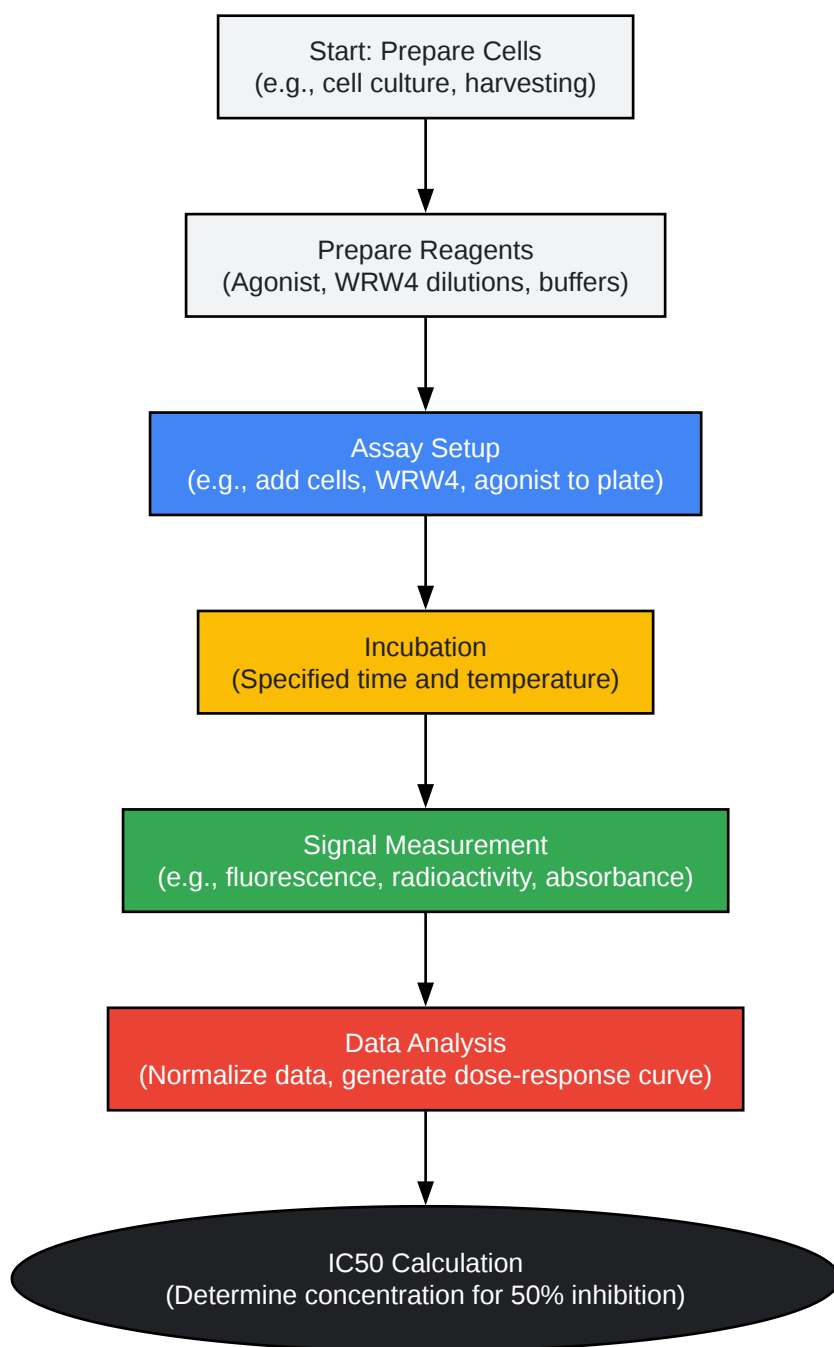 Start: Prepare Cells
(e.g., cell culture, harvesting)
Prepare Reagents
(Agonist, WRW4 dilutions, buffers)
Assay Setup
(e.g., add cells, WRW4, agonist to plate)
Incubation
(Specified time and temperature)
Signal Measurement
(e.g., fluorescence, radioactivity, absorbance)
Data Analysis
(Normalize data, generate dose-response curve)
IC50 Calculation
(Determine concentration for 50% inhibition)